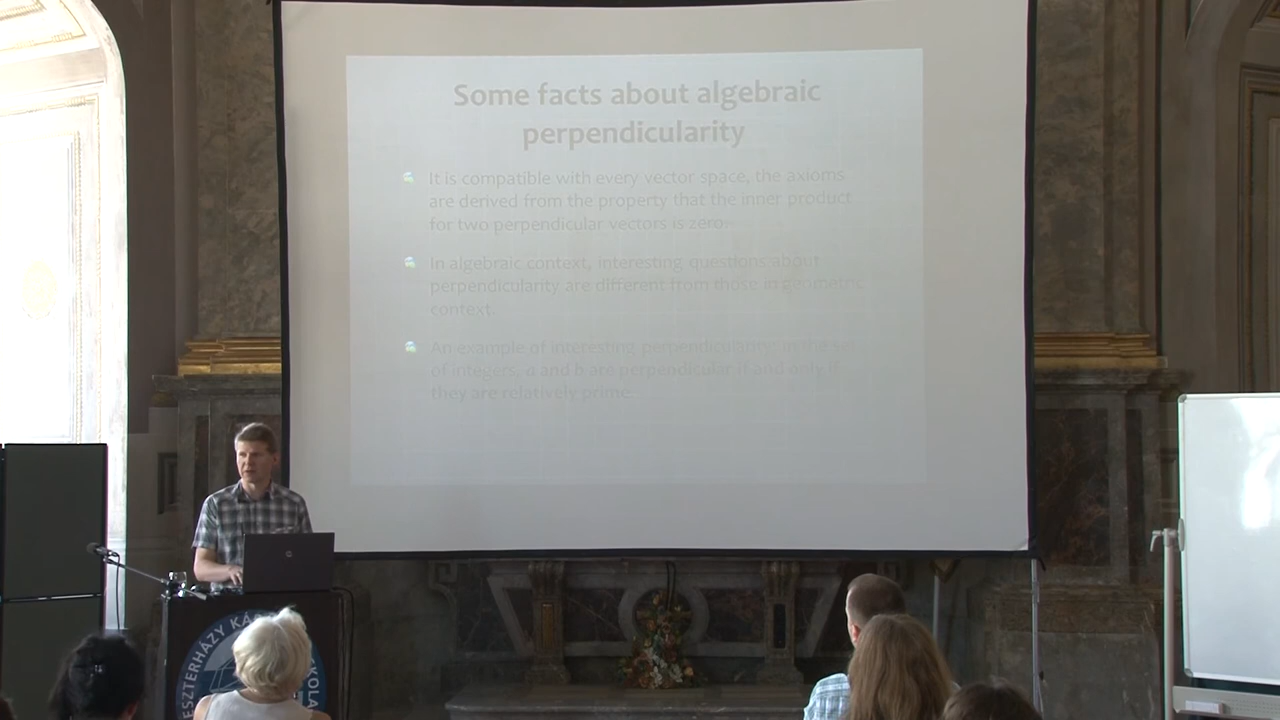 Some facts about algebraic
perpendicularity
It is compatible with every vector space, the axioms
are derived from the property that the inner product
for two perpendicular vectors is zero.
In algebraic context, interesting questions about
perpendicularity are different from those in geometric
context.
An example of interesting perpendicularity: in the set
of integers, a and b are perpendicular if and only if
they are relatively prime.
ESZTERHÁZY KÁ